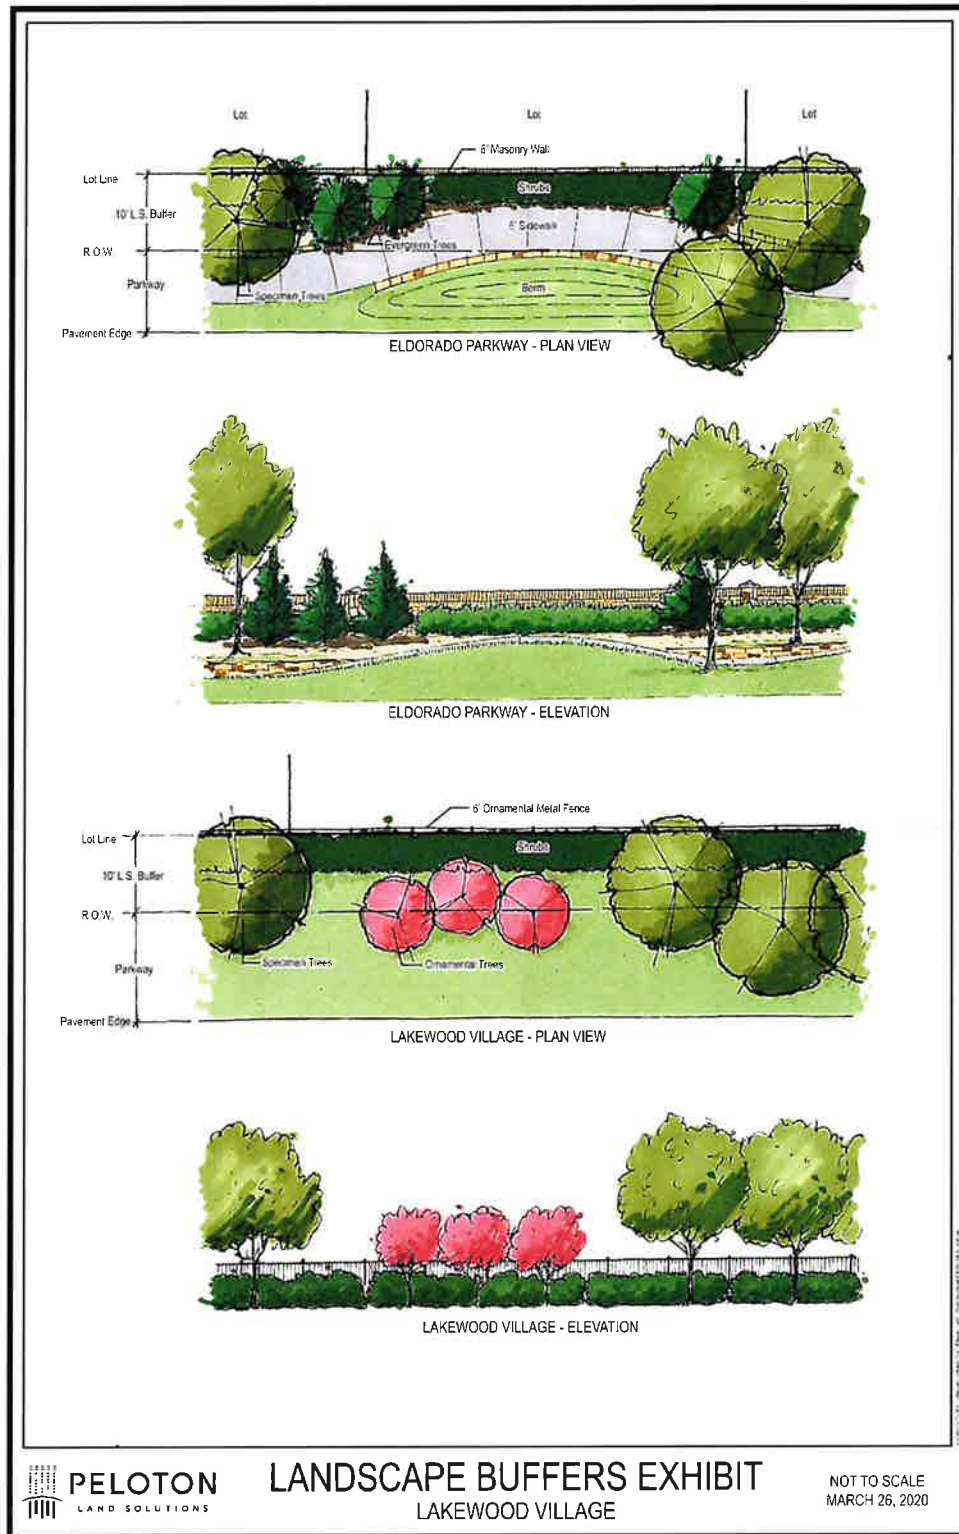 Lot Lot Lot
6' Masonry Wall
Lot Line
Shrubs
10' L.S. Buffer
6' Sidewalk
R.O.W.
Evergreen Trees
Parkway
Specimen Trees
Berm
Pavement Edge
ELDORADO PARKWAY - PLAN VIEW
ELDORADO PARKWAY - ELEVATION
6' Ornamental Metal Fence
Lot Line
Shrubs
10' L.S. Buffer
R.O.W.
Specimen Trees
Ornamental Trees
Parkway
Pavement Edge
LAKEWOOD VILLAGE - PLAN VIEW
LAKEWOOD VILLAGE - ELEVATION
PELOTON
LAND SOLUTIONS
LANDSCAPE BUFFERS EXHIBIT
LAKEWOOD VILLAGE
NOT TO SCALE
MARCH 26, 2020